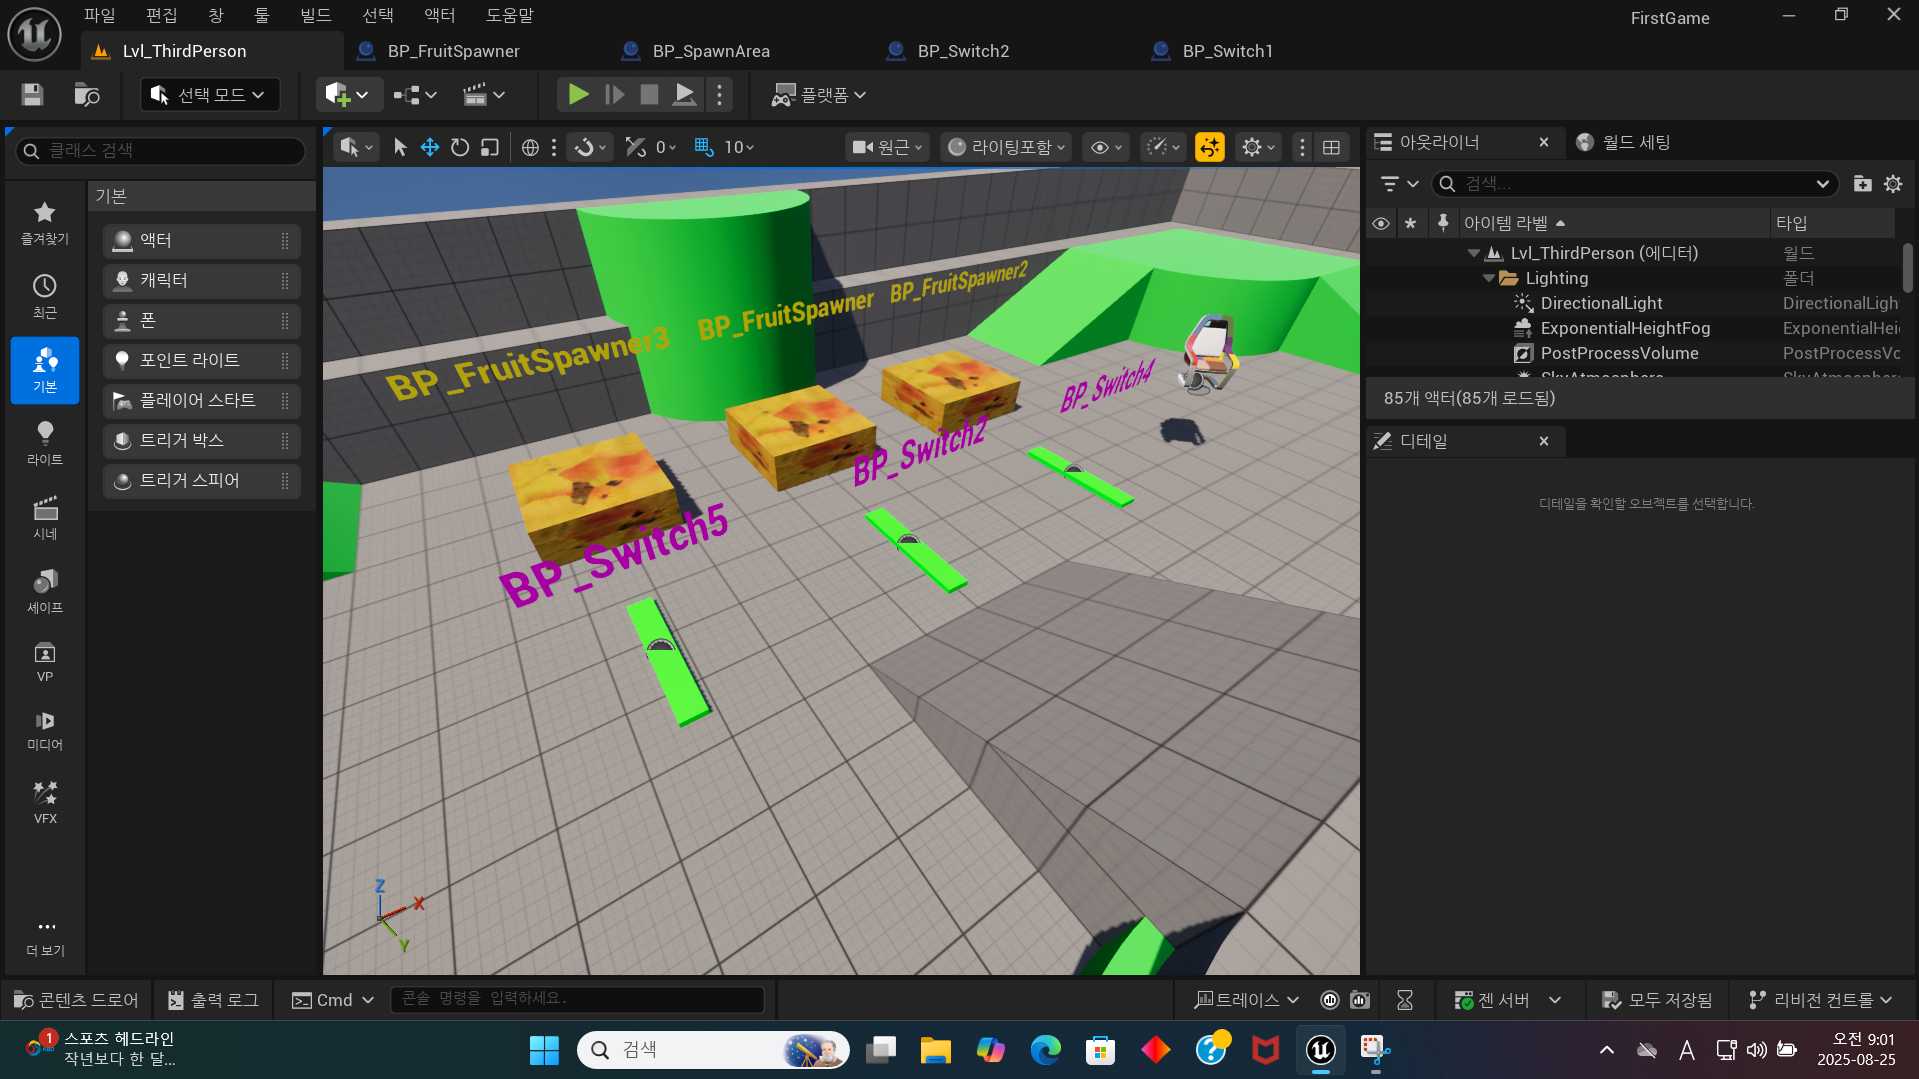 파일 편집 창 툴 빌드 선택 액터 도움말
FirstGame
Lvl_ThirdPerson
BP_FruitSpawner
BP_SpawnArea
BP_Switch2
BP_Switch1
선택 모드
플랫폼
클래스 검색
0
10
원근
라이팅포함
아웃라이너
월드 세팅
즐겨찾기
최근
기본
라이트
시네
셰이프
VP
미디어
VFX
더 보기
기본
액터
캐릭터
폰
포인트 라이트
플레이어 스타트
트리거 박스
트리거 스피어
BP_FruitSpawner3
BP_FruitSpawner
BP_FruitSpawner2
BP_Switch4
BP_Switch2
BP_Switch5
Z
X
Y
검색...
아이템 라벨 타입
Lvl_ThirdPerson (에디터) 월드
Lighting 폴더
DirectionalLight DirectionalLigh
ExponentialHeightFog ExponentialHei
PostProcessVolume PostProcessVo
SkyAtmosphere
85개 액터(85개 로드됨)
디테일
디테일을 확인할 오브젝트를 선택합니다.
콘텐츠 드로어
출력 로그
Cmd
콘솔 명령을 입력하세요.
트레이스
젠 서버
모두 저장됨
리비전 컨트롤
1
스포츠 헤드라인
작년보다 한 달...
검색
A
오전 9:01
2025-08-25